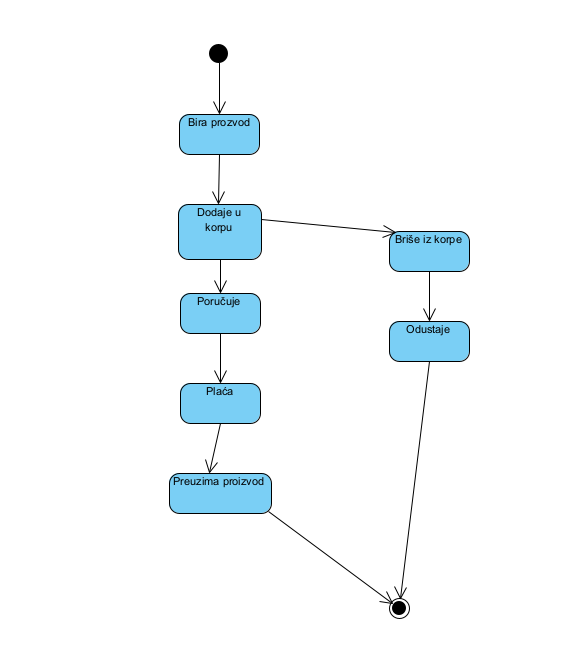 Bira prozvod
Dodaje u
korpu
Briše iz korpe
Poručuje
Odustaje
Plaća
Preuzima proizvod